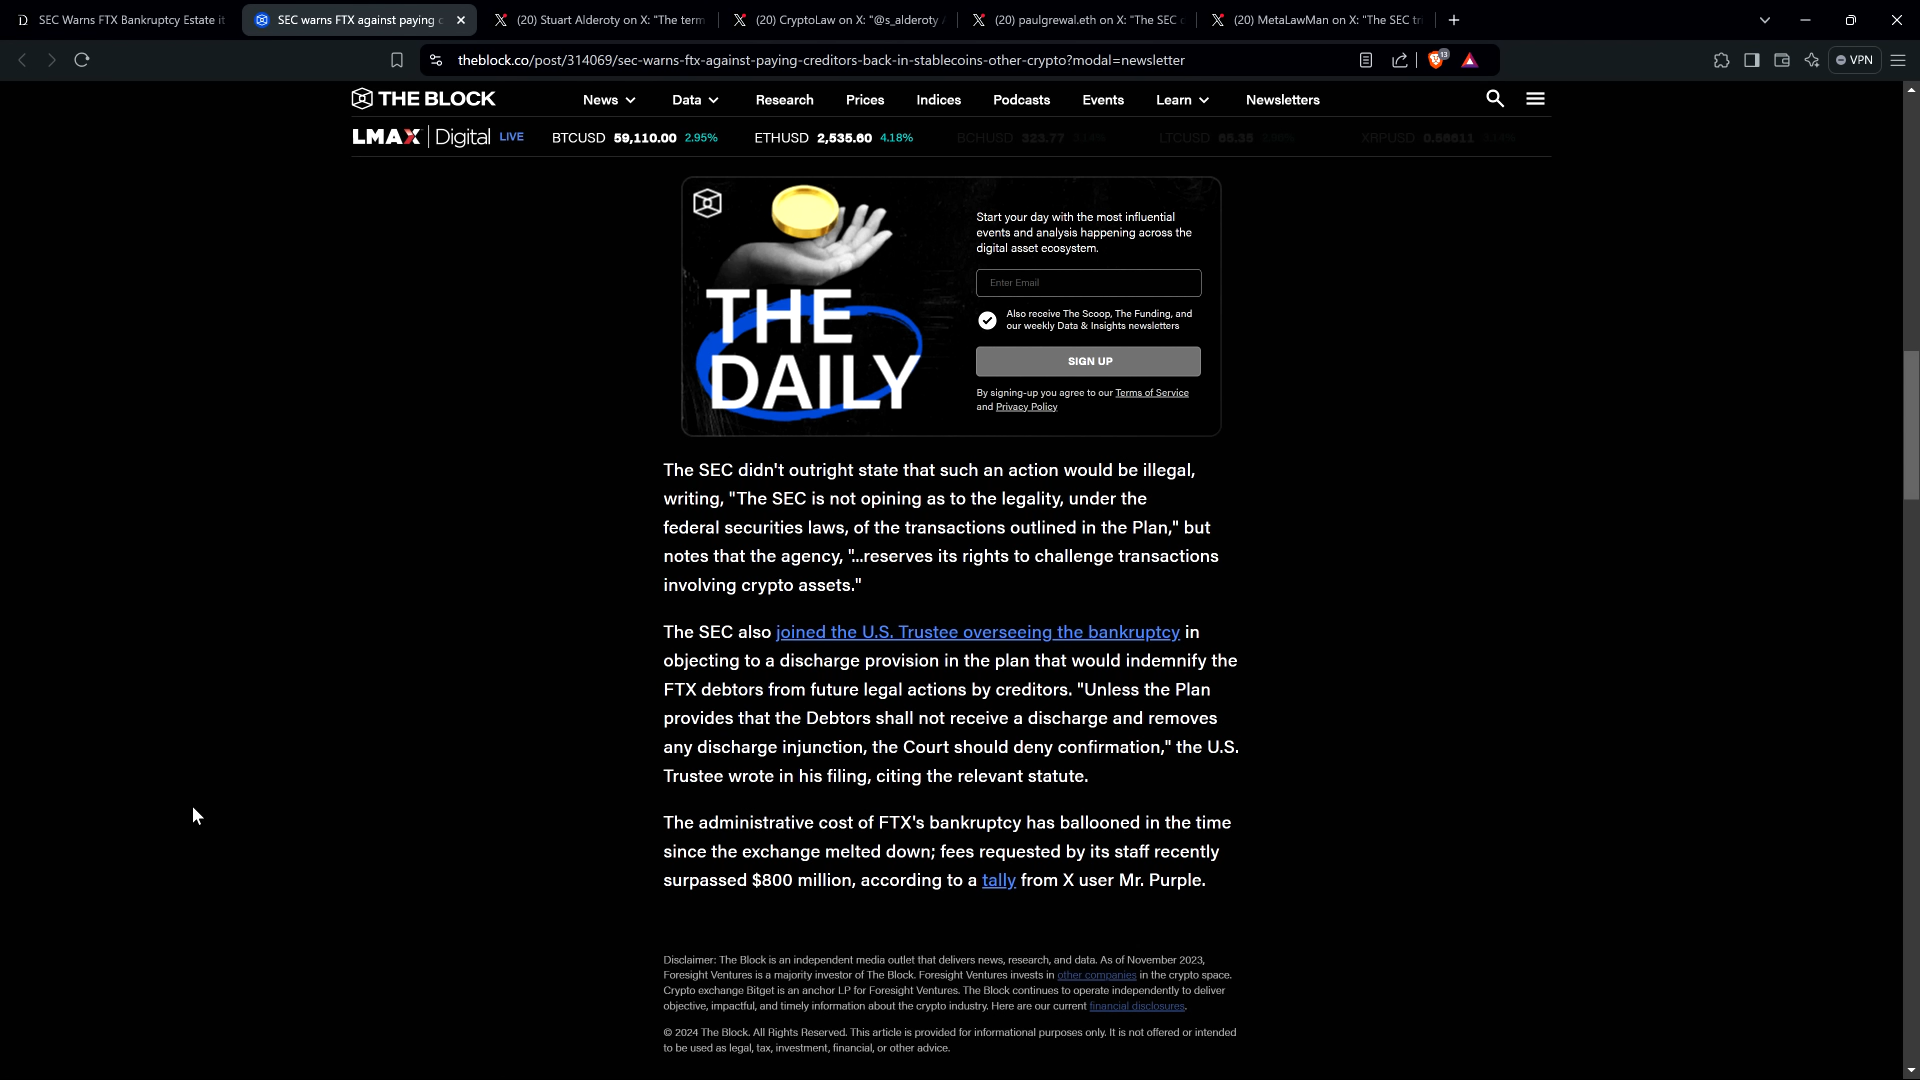 SEC Warns FTX Bankruptcy Estate it
SEC warns FTX against paying c
(20) Stuart Alderoty on X: "The term
(20) CryptoLaw on X: "@s_alderoty
(20) paulgrewal.eth on X: "The SEC c
(20) MetaLawMan on X: "The SEC tr
theblock.co/post/314069/sec-warns-ftx-against-paying-creditors-back-in-stablecoins-other-crypto?modal=newsletter
13
VPN
THE BLOCK
News Data Research Prices Indices Podcasts Events Learn Newsletters
LMAX Digital LIVE BTCUSD 59,110.00 2.95% ETHUSD 2,535.60 4.18% BCHUSD 323.77 LTCUSD 65.35 XRPUSD 0.56611
Start your day with the most influential
events and analysis happening across the
digital asset ecosystem.
Enter Email
Also receive The Scoop, The Funding, and
our weekly Data & Insights newsletters
SIGN UP
By signing-up you agree to our Terms of Service
and Privacy Policy
THE
DAILY
The SEC didn't outright state that such an action would be illegal,
writing, "The SEC is not opining as to the legality, under the
federal securities laws, of the transactions outlined in the Plan," but
notes that the agency, "...reserves its rights to challenge transactions
involving crypto assets."
The SEC also joined the U.S. Trustee overseeing the bankruptcy in
objecting to a discharge provision in the plan that would indemnify the
FTX debtors from future legal actions by creditors. "Unless the Plan
provides that the Debtors shall not receive a discharge and removes
any discharge injunction, the Court should deny confirmation," the U.S.
Trustee wrote in his filing, citing the relevant statute.
The administrative cost of FTX's bankruptcy has ballooned in the time
since the exchange melted down; fees requested by its staff recently
surpassed $800 million, according to a tally from X user Mr. Purple.
Disclaimer: The Block is an independent media outlet that delivers news, research, and data. As of November 2023,
Foresight Ventures is a majority investor of The Block. Foresight Ventures invests in other companies in the crypto space.
Crypto exchange Bitget is an anchor LP for Foresight Ventures. The Block continues to operate independently to deliver
objective, impactful, and timely information about the crypto industry. Here are our current financial disclosures.
© 2024 The Block. All Rights Reserved. This article is provided for informational purposes only. It is not offered or intended
to be used as legal, tax, investment, financial, or other advice.